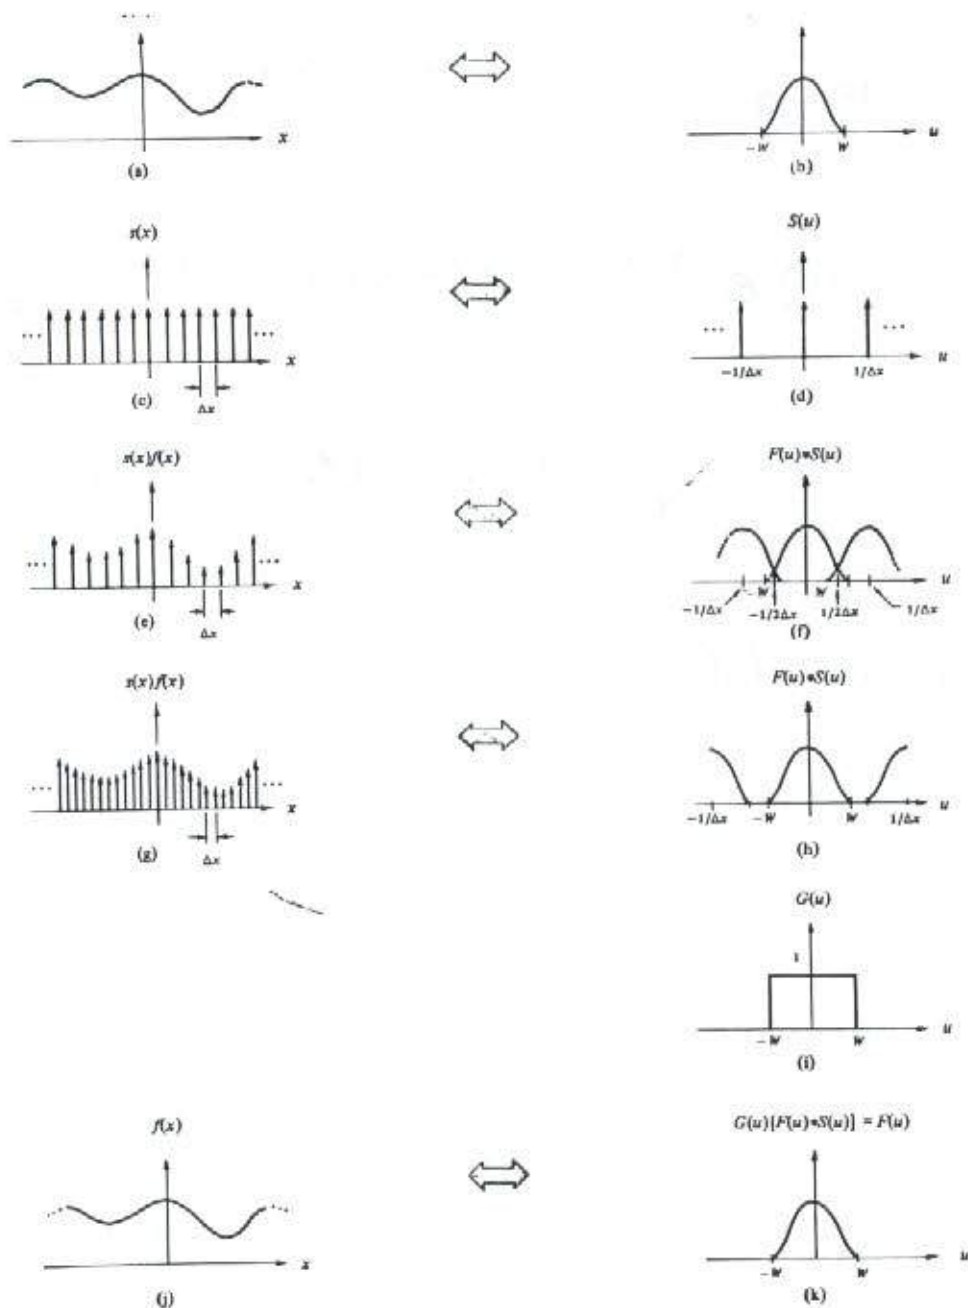 ....
x
u
-W
W
(a)
(b)
s(x)
S(u)
...
...
x
...
...
u
-1/Δx
1/Δx
(c)
Δx
(d)
s(x)f(x)
F(u)*S(u)
...
...
x
u
-W
W
-1/Δx
-1/2Δx
1/2Δx
1/Δx
(e)
Δx
(f)
s(x)f(x)
F(u)*S(u)
...
...
x
u
-1/Δx
-W
W
1/Δx
(g)
Δx
(h)
G(u)
1
u
-W
W
(i)
f(x)
G(u)[F(u)*S(u)] = F(u)
...
...
x
u
-W
W
(j)
(k)